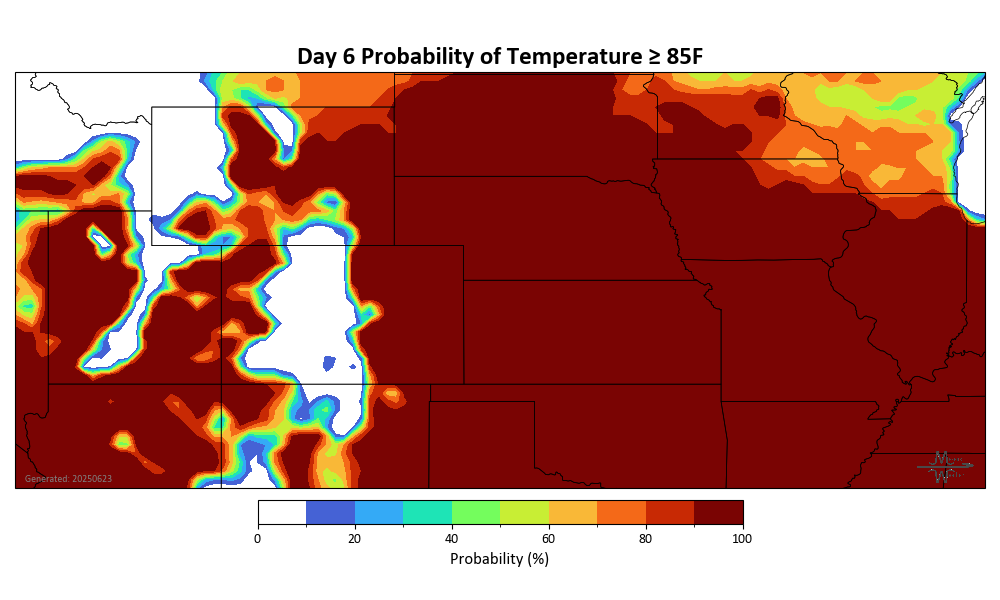 Day 6 Probability of Temperature ≥ 85F
Generated: 20250623
0 20 40 60 80 100
Probability (%)